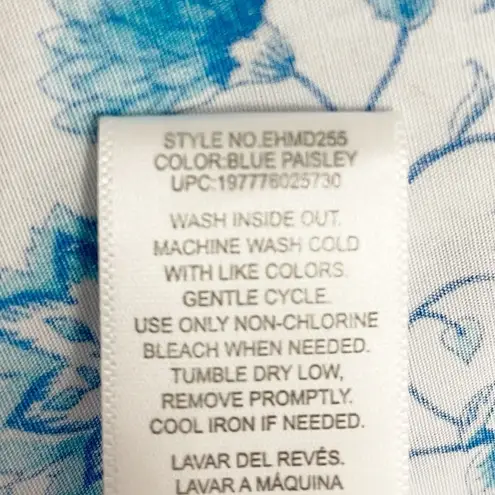 STYLE NO.EHMD255
COLOR:BLUE PAISLEY
UPC:197776025730
WASH INSIDE OUT.
MACHINE WASH COLD
WITH LIKE COLORS.
GENTLE CYCLE.
USE ONLY NON-CHLORINE
BLEACH WHEN NEEDED.
TUMBLE DRY LOW,
REMOVE PROMPTLY.
COOL IRON IF NEEDED.
LAVAR DEL REVÉS.
LAVAR A MÁQUINA